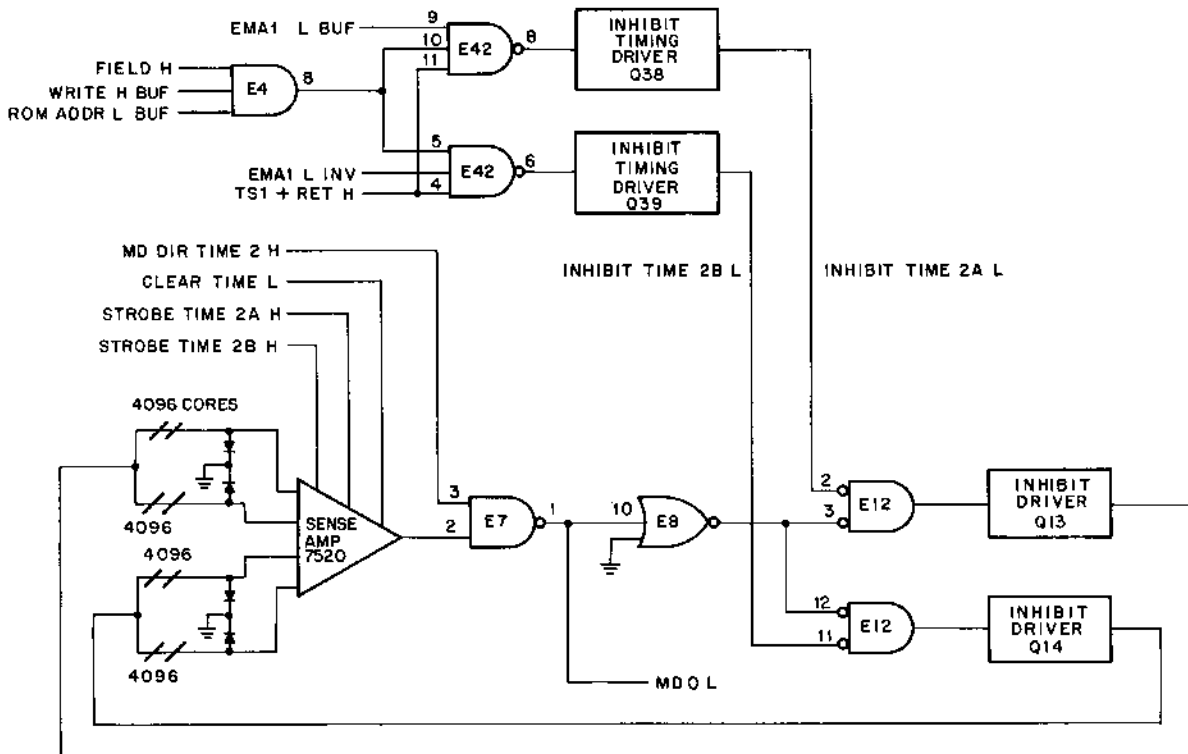 EMA1 L BUF
9
10
11
E42
8
INHIBIT
TIMING
DRIVER
Q38
FIELD H
WRITE H BUF
ROM ADDR L BUF
E4
8
5
EMA1 L INV
TS1 + RET H
4
E42
6
INHIBIT
TIMING
DRIVER
Q39
MD DIR TIME 2 H
CLEAR TIME L
STROBE TIME 2A H
STROBE TIME 2B H
INHIBIT TIME 2B L
INHIBIT TIME 2A L
4096 CORES
4096
4096
4096
SENSE
AMP
7520
3
2
E7
1
10
E8
2
3
E12
INHIBIT
DRIVER
Q13
12
11
E12
INHIBIT
DRIVER
Q14
MD0 L